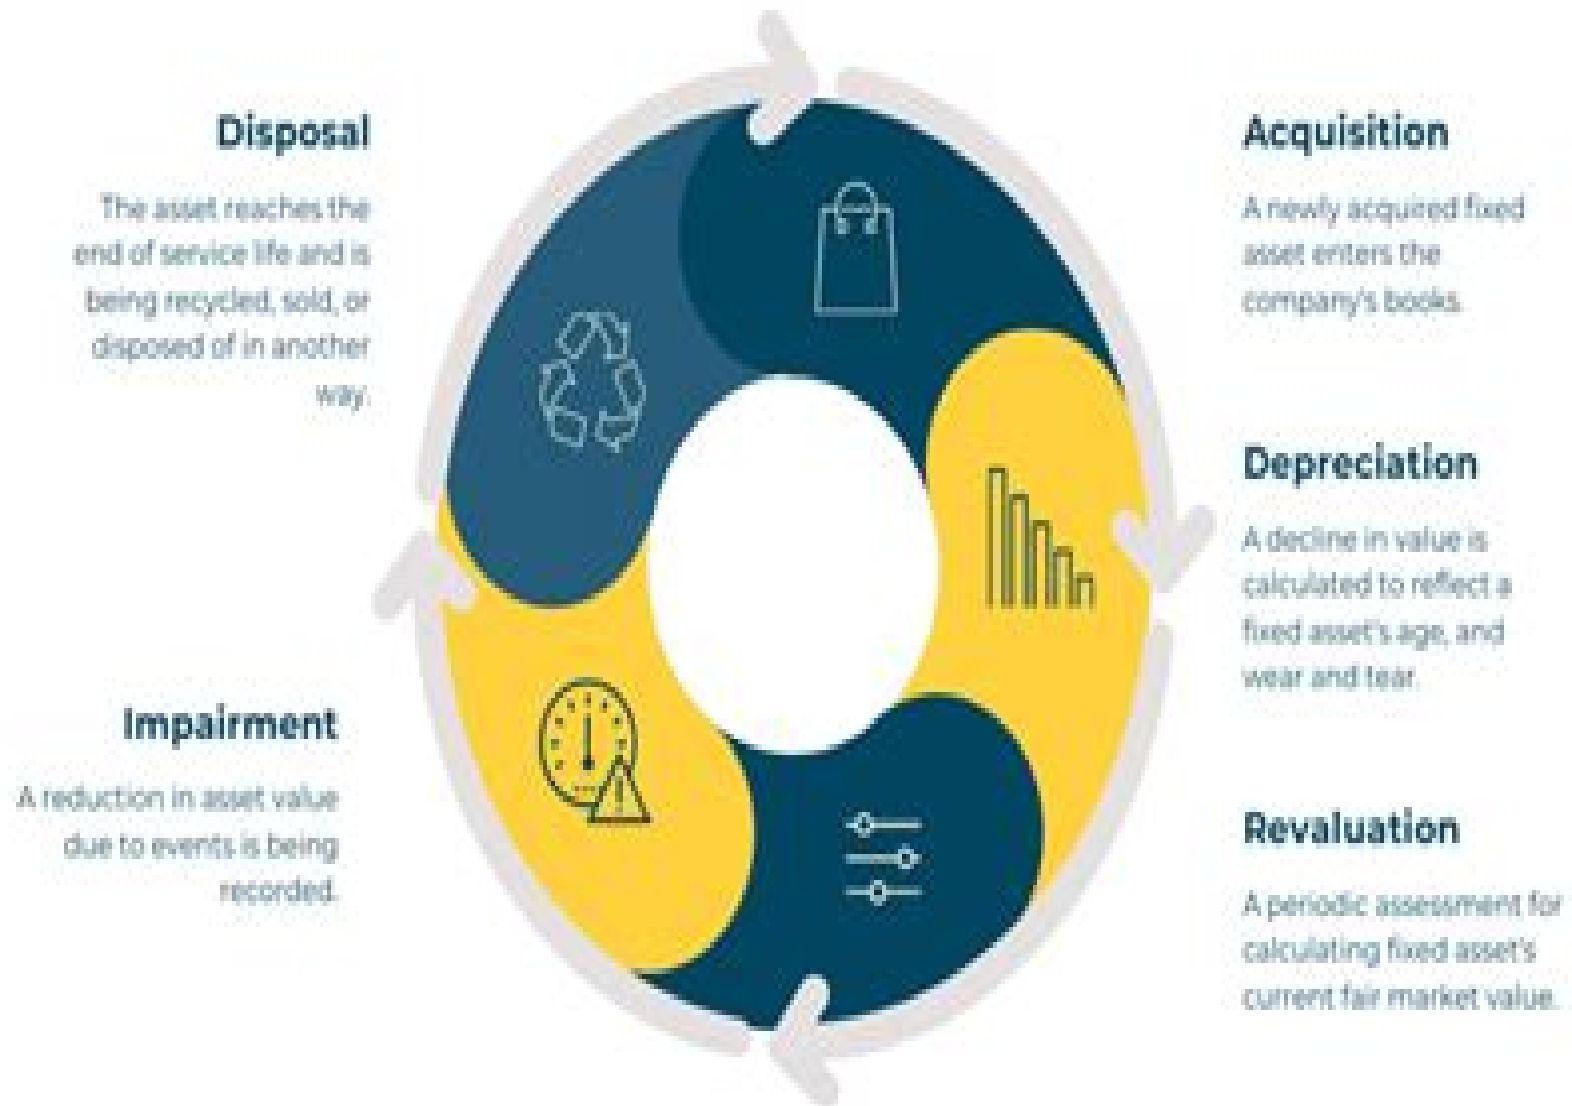 Disposal
The asset reaches the
end of service life and is
being recycled, sold, or
disposed of in another
way.
Acquisition
A newly acquired fixed
asset enters the
company's books.
Depreciation
A decline in value is
calculated to reflect a
fixed asset's age, and
wear and tear.
Impairment
A reduction in asset value
due to events is being
recorded.
Revaluation
A periodic assessment for
calculating fixed asset's
current fair market value.